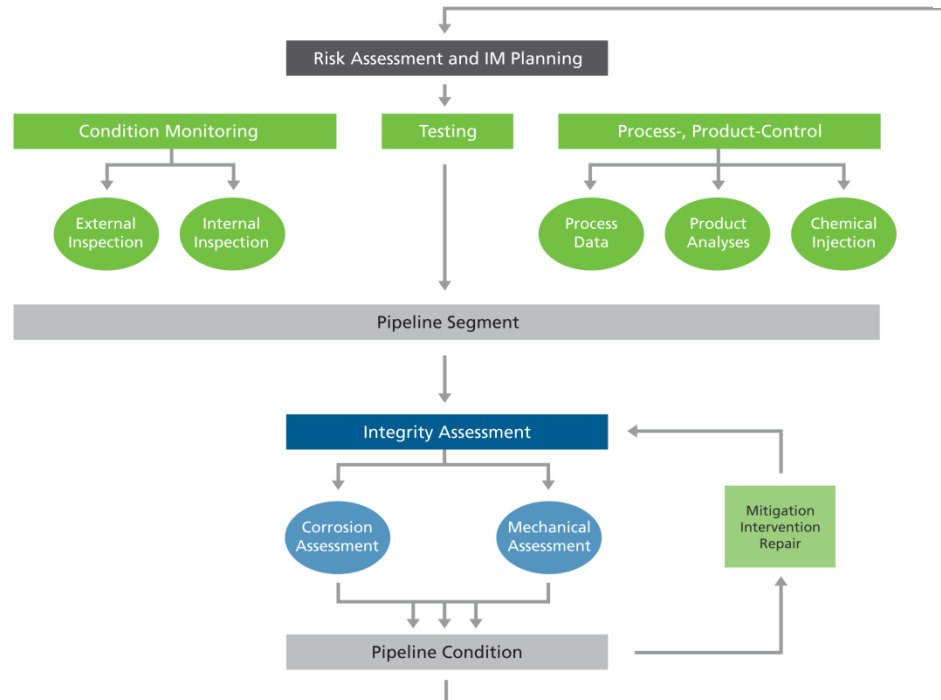 Risk Assessment and IM Planning
Condition Monitoring
Testing
Process-, Product-Control
External
Inspection
Internal
Inspection
Process
Data
Product
Analyses
Chemical
Injection
Pipeline Segment
Integrity Assessment
Corrosion
Assessment
Mechanical
Assessment
Mitigation
Intervention
Repair
Pipeline Condition